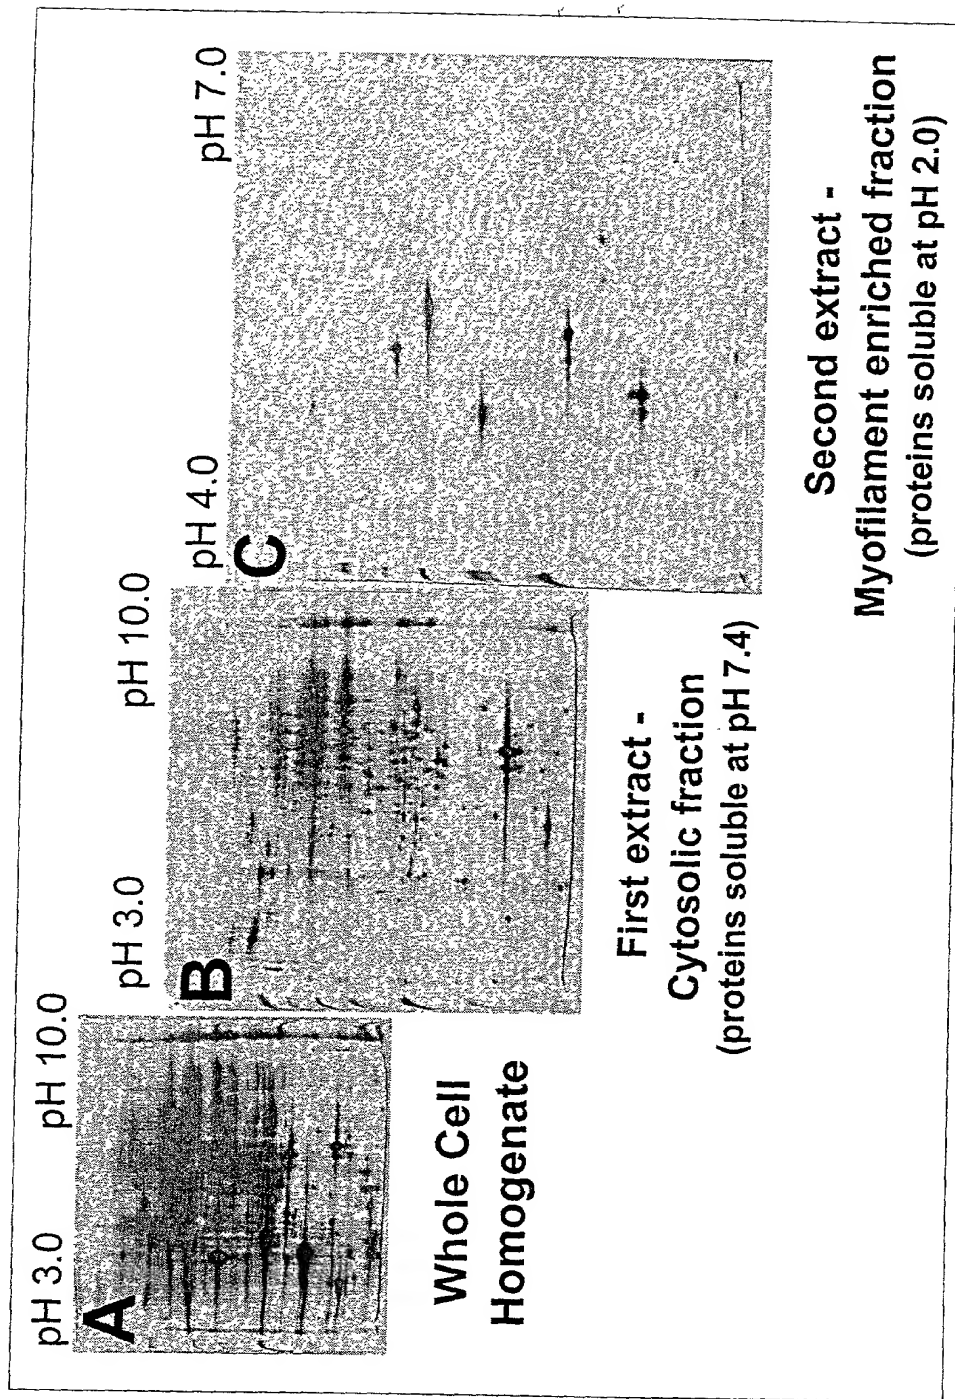 pH 3.0
pH 10.0
A
Whole Cell
Homogenate
pH 3.0
pH 10.0
B
First extract -
Cytosolic fraction
(proteins soluble at pH 7.4)
pH 4.0
pH 7.0
C
Second extract -
Myofilament enriched fraction
(proteins soluble at pH 2.0)